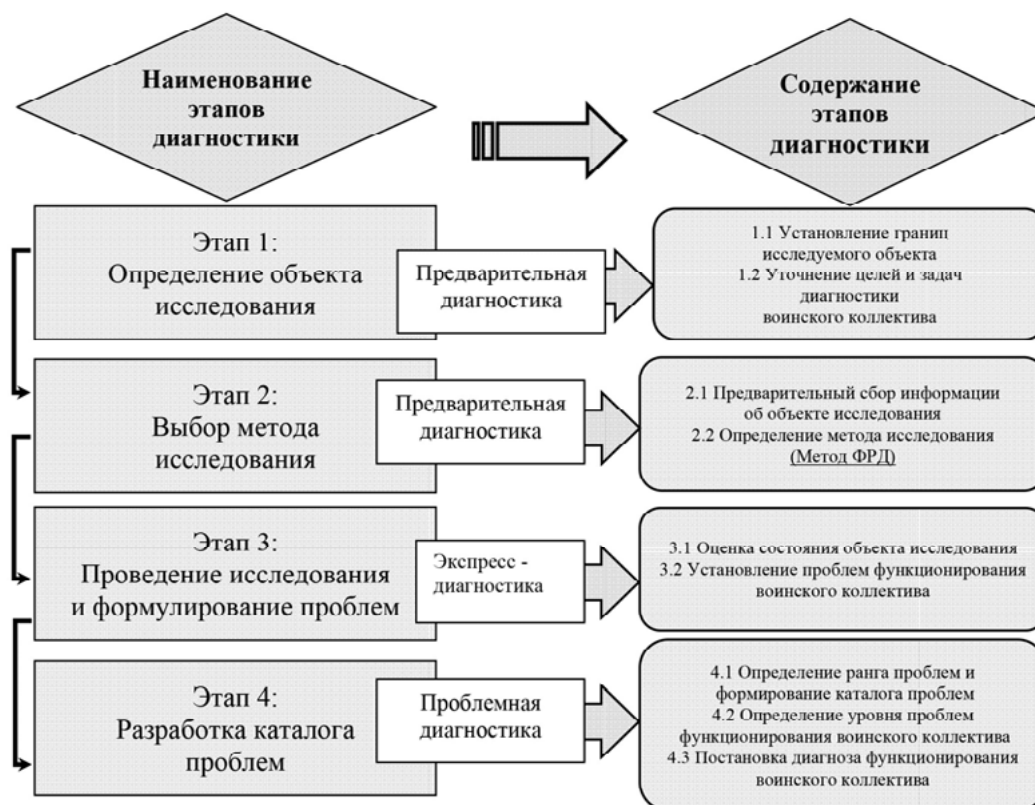 Наименование
этапов
диагностики
Содержание
этапов
диагностики
Этап 1:
Определение объекта
исследования
Предварительная
диагностика
1.1 Установление границ
исследуемого объекта
1.2 Уточнение целей и задач
диагностики
воинского коллектива
Этап 2:
Выбор метода
исследования
Предварительная
диагностика
2.1 Предварительный сбор информации
об объекте исследования
2.2 Определение метода исследования
(Метод ФРД)
Этап 3:
Проведение исследования
и формулирование проблем
Экспресс -
диагностика
3.1 Оценка состояния объекта исследования
3.2 Установление проблем функционирования
воинского коллектива
Этап 4:
Разработка каталога
проблем
Проблемная
диагностика
4.1 Определение ранга проблем и
формирование каталога проблем
4.2 Определение уровня проблем
функционирования воинского коллектива
4.3 Постановка диагноза функционирования
воинского коллектива